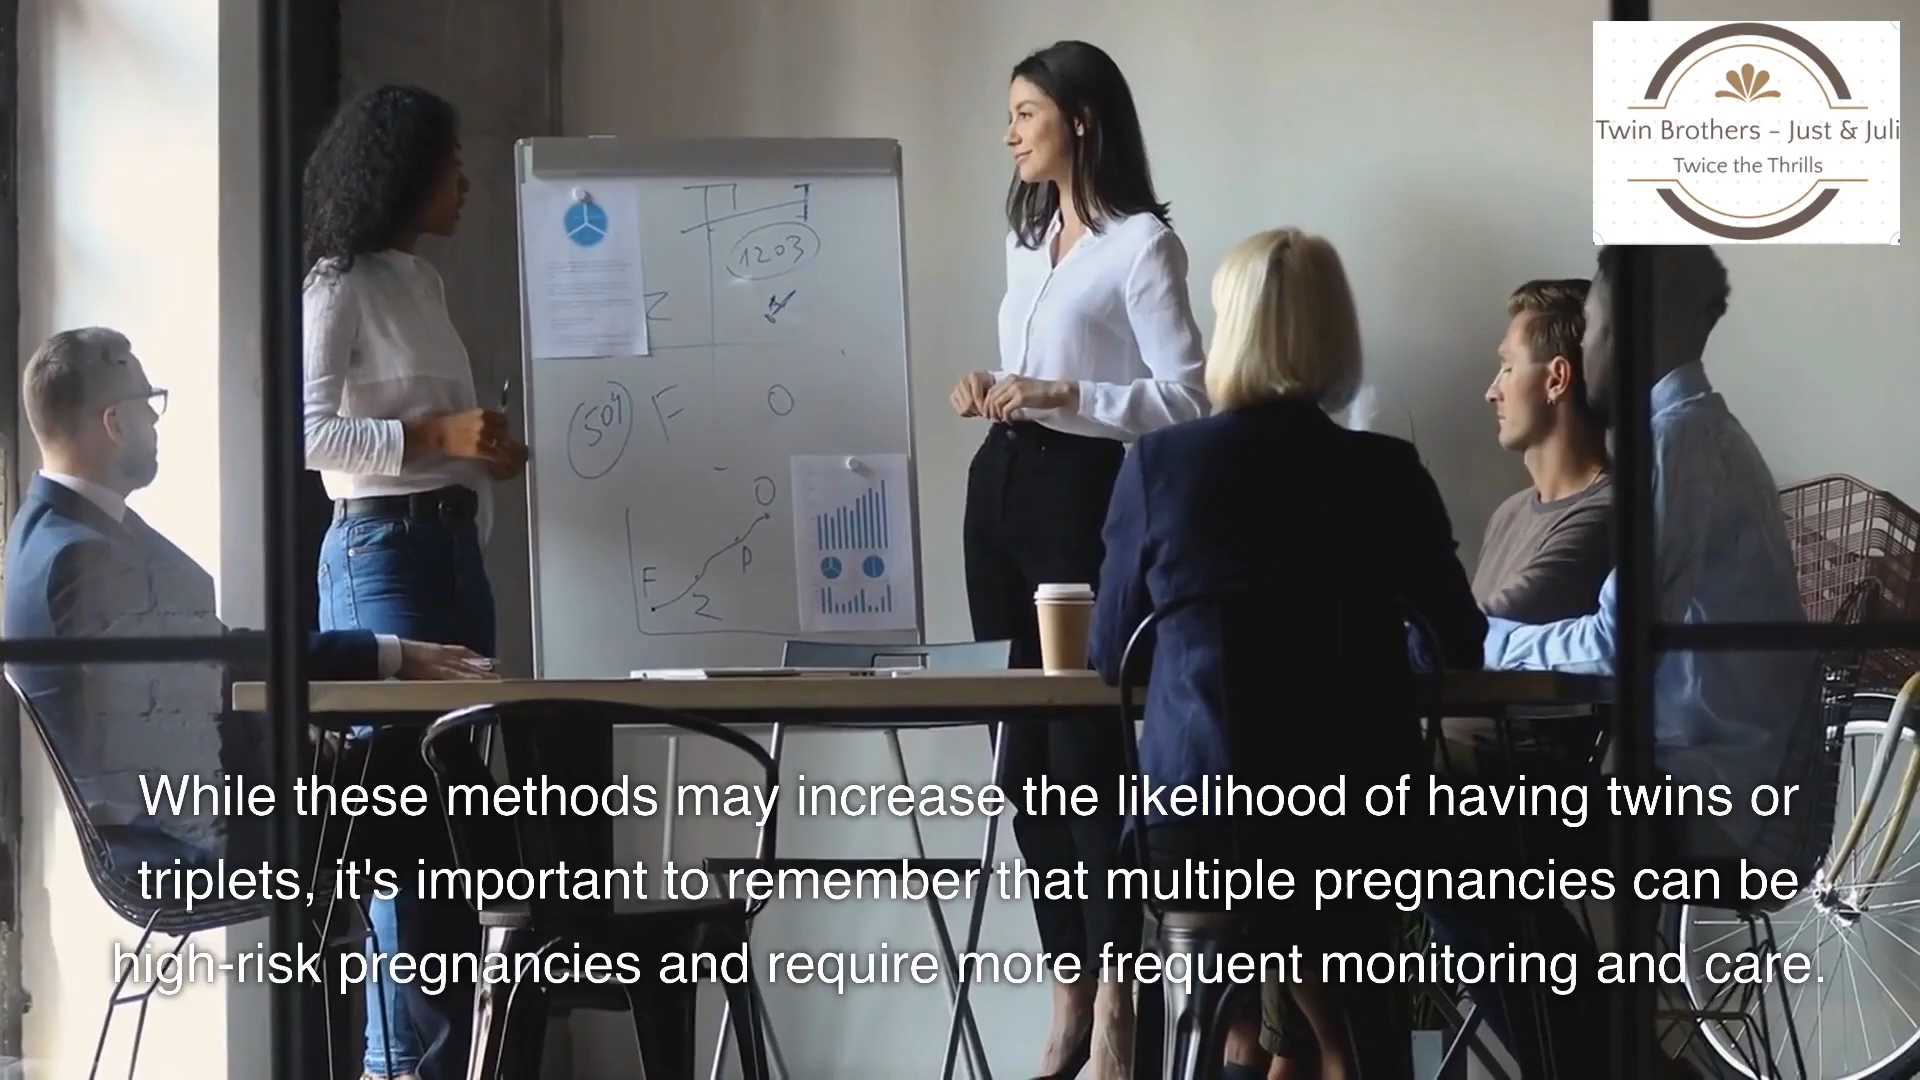 Twin Brothers - Just & Juli
Twice the Thrills
1203
504
F
O
O
P
F
Z
While these methods may increase the likelihood of having twins or
triplets, it's important to remember that multiple pregnancies can be
high-risk pregnancies and require more frequent monitoring and care.